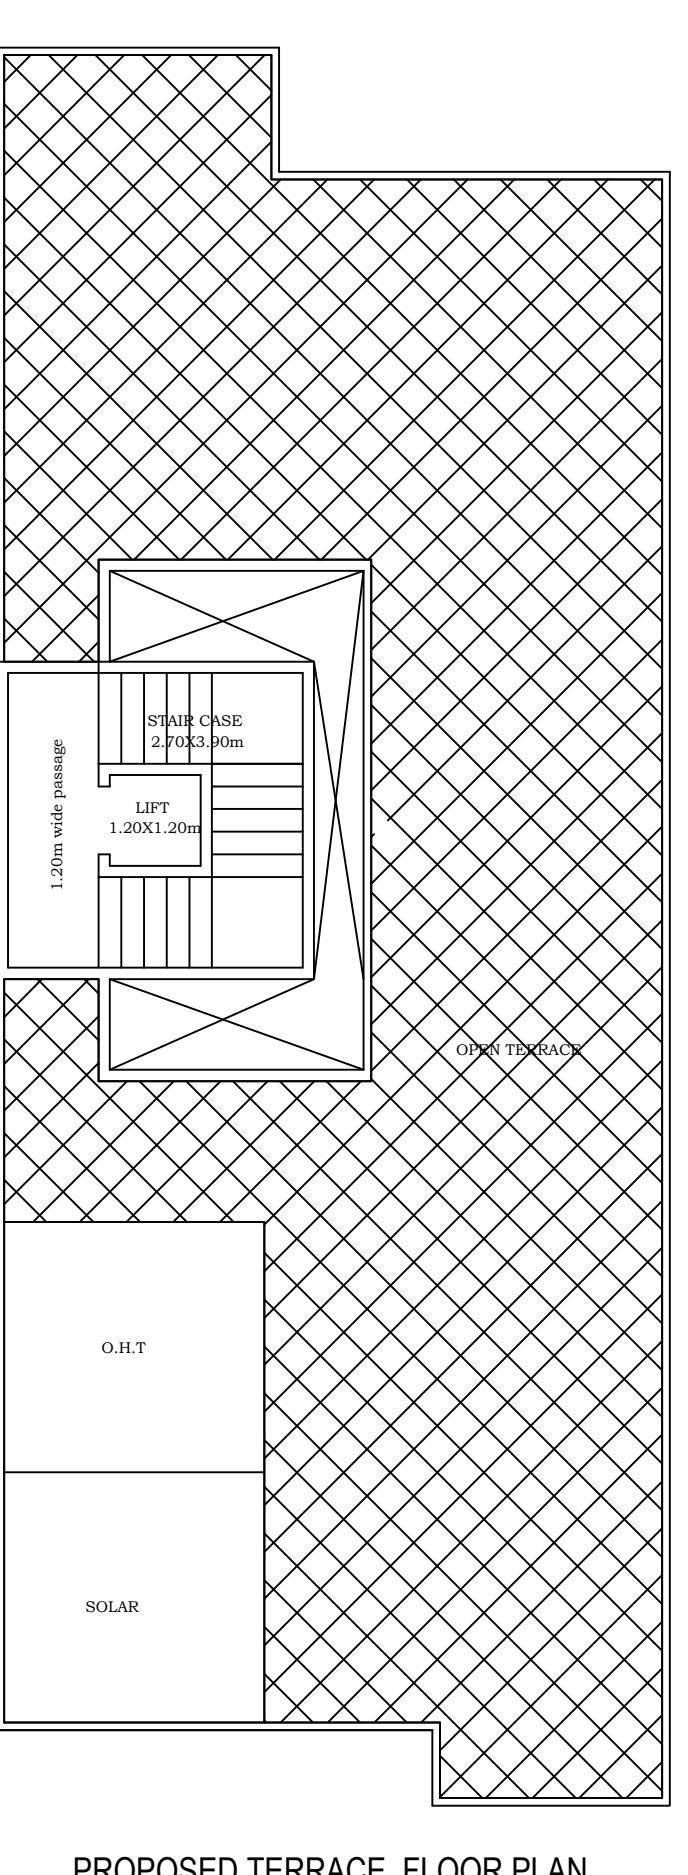 STAIR CASE
2.70X3.90m
1.20m wide passage
LIFT
1.20X1.20m
OPEN TERRACE
O.H.T
SOLAR
PROPOSED TERRACE FLOOR PLAN